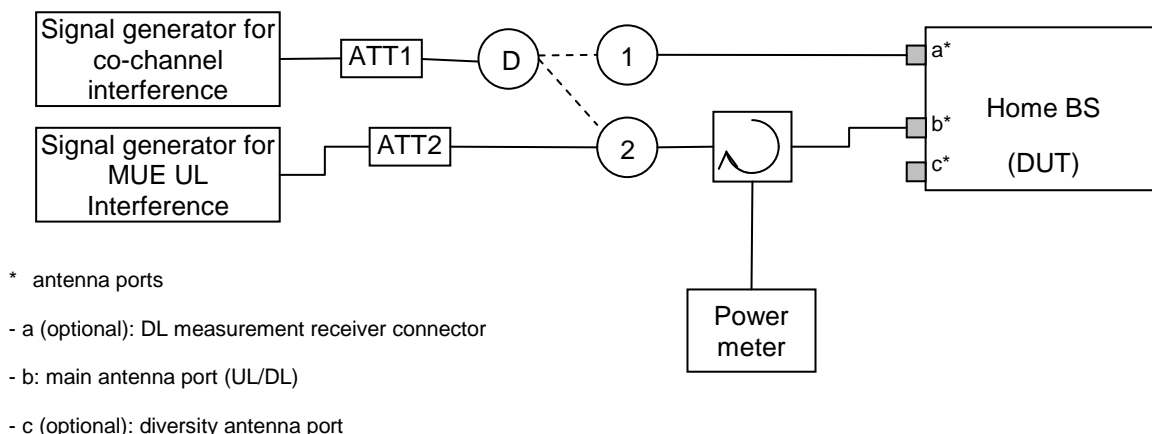 Signal generator for
co-channel
interference
ATT1
D
1
a*
Home BS
(DUT)
Signal generator for
MUE UL
Interference
ATT2
2
b*
c*
Power
meter
* antenna ports
- a (optional): DL measurement receiver connector
- b: main antenna port (UL/DL)
- c (optional): diversity antenna port